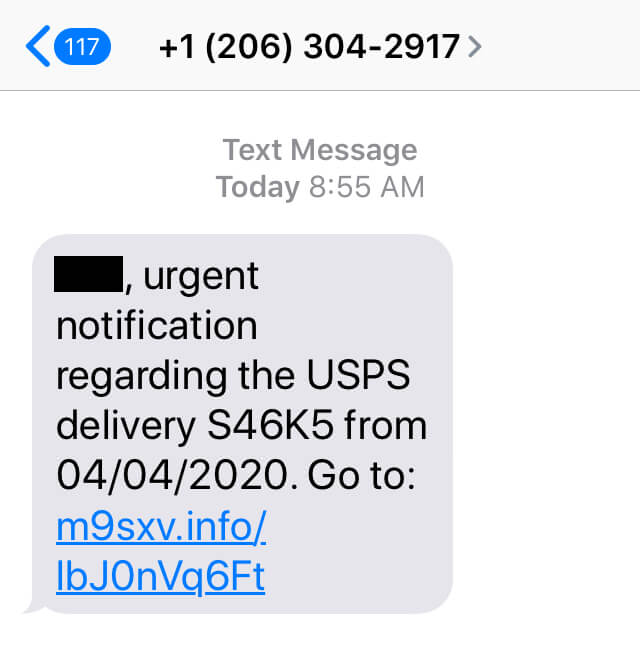 117 +1 (206) 304-2917
Text Message
Today 8:55 AM
, urgent
notification
regarding the USPS
delivery S46K5 from
04/04/2020. Go to:
m9sxv.info/
lbJ0nVq6Ft